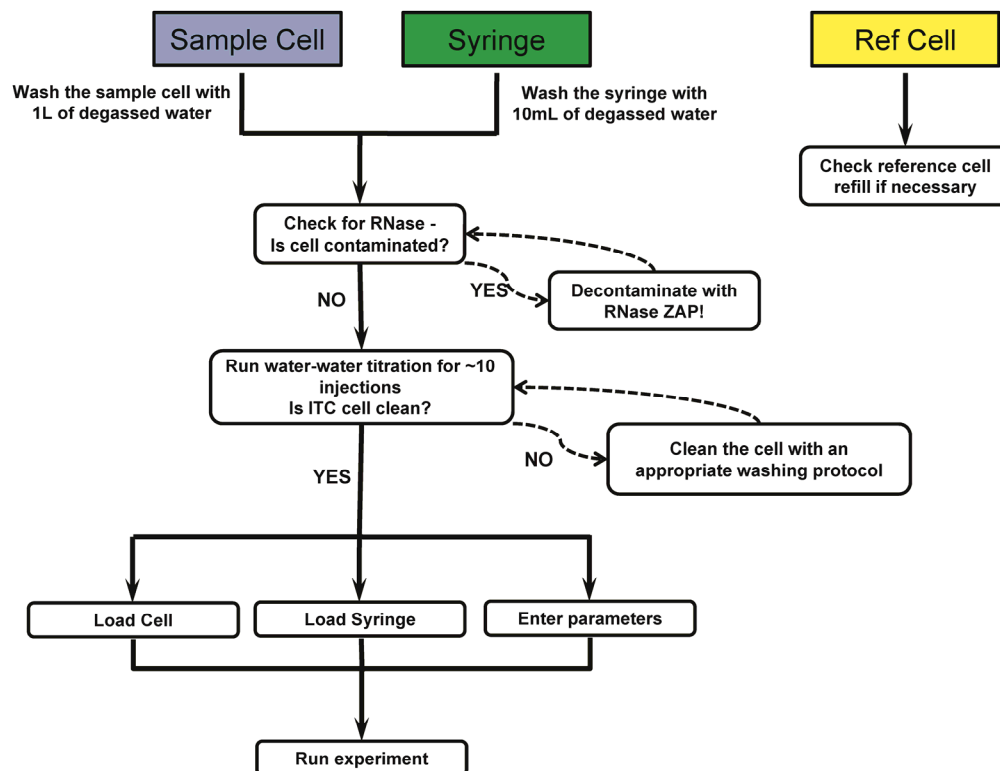 Sample Cell
Syringe
Ref Cell
Wash the sample cell with
1L of degassed water
Wash the syringe with
10mL of degassed water
Check reference cell
refill if necessary
Check for RNase -
Is cell contaminated?
YES
NO
Decontaminate with
RNase ZAP!
Run water-water titration for ~10
injections
Is ITC cell clean?
NO
YES
Clean the cell with an
appropriate washing protocol
Load Cell
Load Syringe
Enter parameters
Run experiment